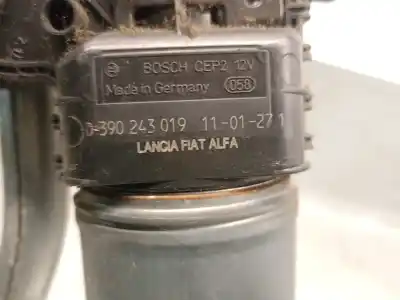 BOSCH CEP2 12V
Made in Germany 058
0-390 243 019 11-01-27 1
LANCIA FIAT ALFA